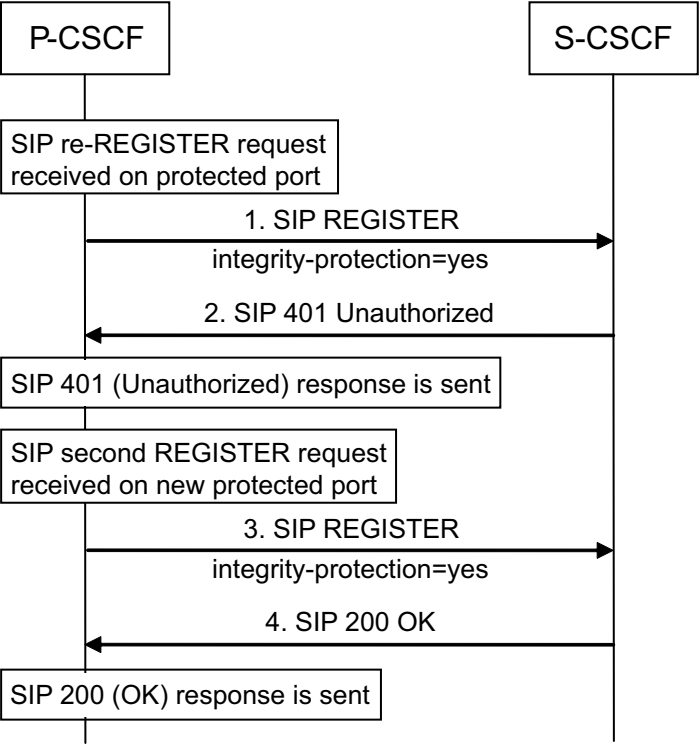 P-CSCF
S-CSCF
SIP re-REGISTER request
received on protected port
1. SIP REGISTER
integrity-protection=yes
2. SIP 401 Unauthorized
SIP 401 (Unauthorized) response is sent
SIP second REGISTER request
received on new protected port
3. SIP REGISTER
integrity-protection=yes
4. SIP 200 OK
SIP 200 (OK) response is sent